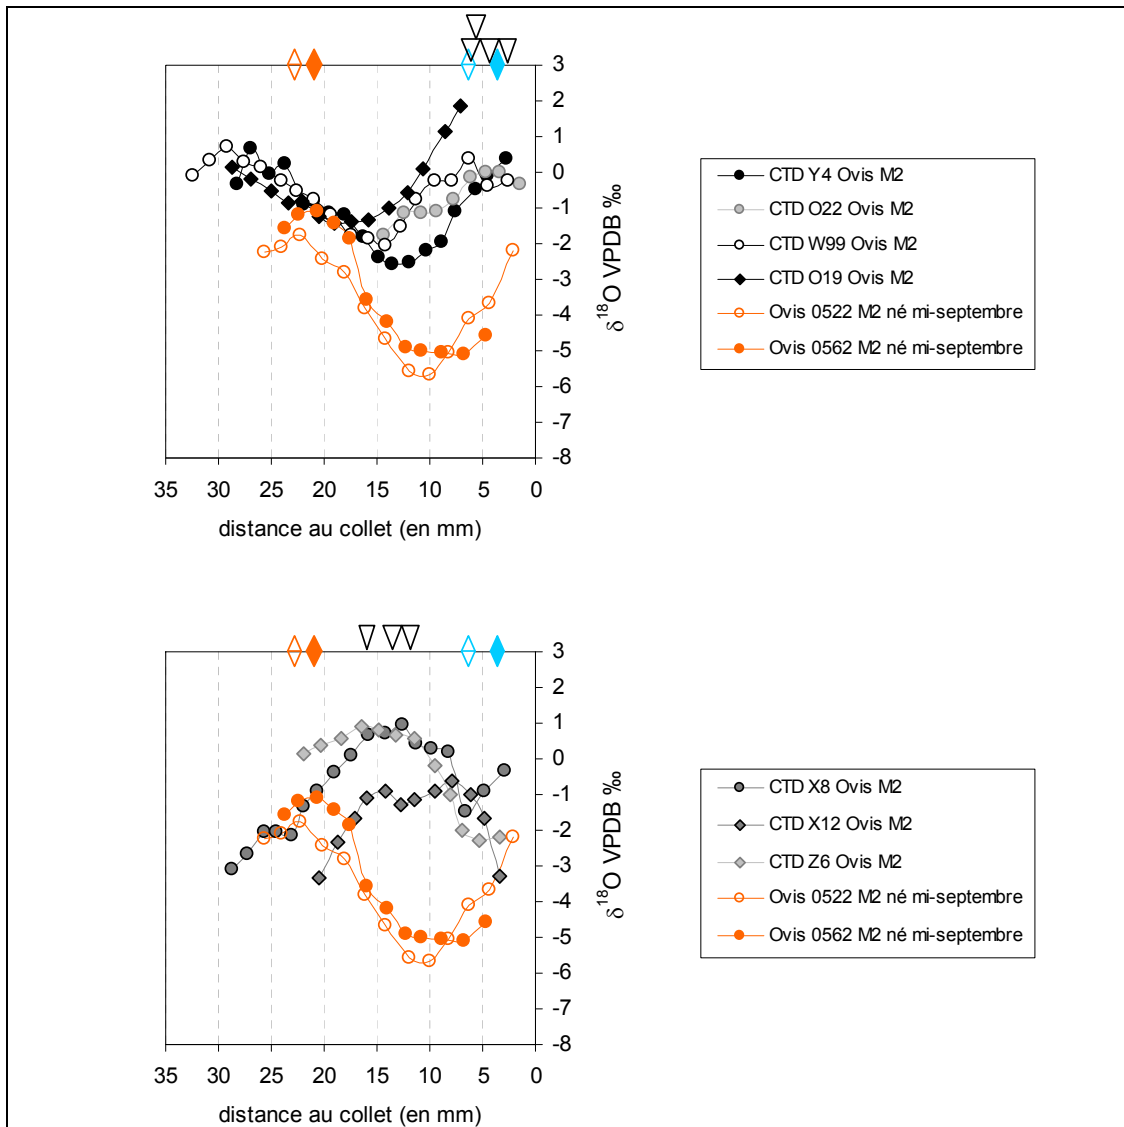 3
2
1
0
-1
-2
-3
-4
-5
-6
-7
-8
δ18O VPDB ‰
35 30 25 20 15 10 5 0
distance au collet (en mm)
CTD Y4 Ovis M2
CTD O22 Ovis M2
CTD W99 Ovis M2
CTD O19 Ovis M2
Ovis 0522 M2 né mi-septembre
Ovis 0562 M2 né mi-septembre
3
2
1
0
-1
-2
-3
-4
-5
-6
-7
-8
δ18O VPDB ‰
35 30 25 20 15 10 5 0
distance au collet (en mm)
CTD X8 Ovis M2
CTD X12 Ovis M2
CTD Z6 Ovis M2
Ovis 0522 M2 né mi-septembre
Ovis 0562 M2 né mi-septembre